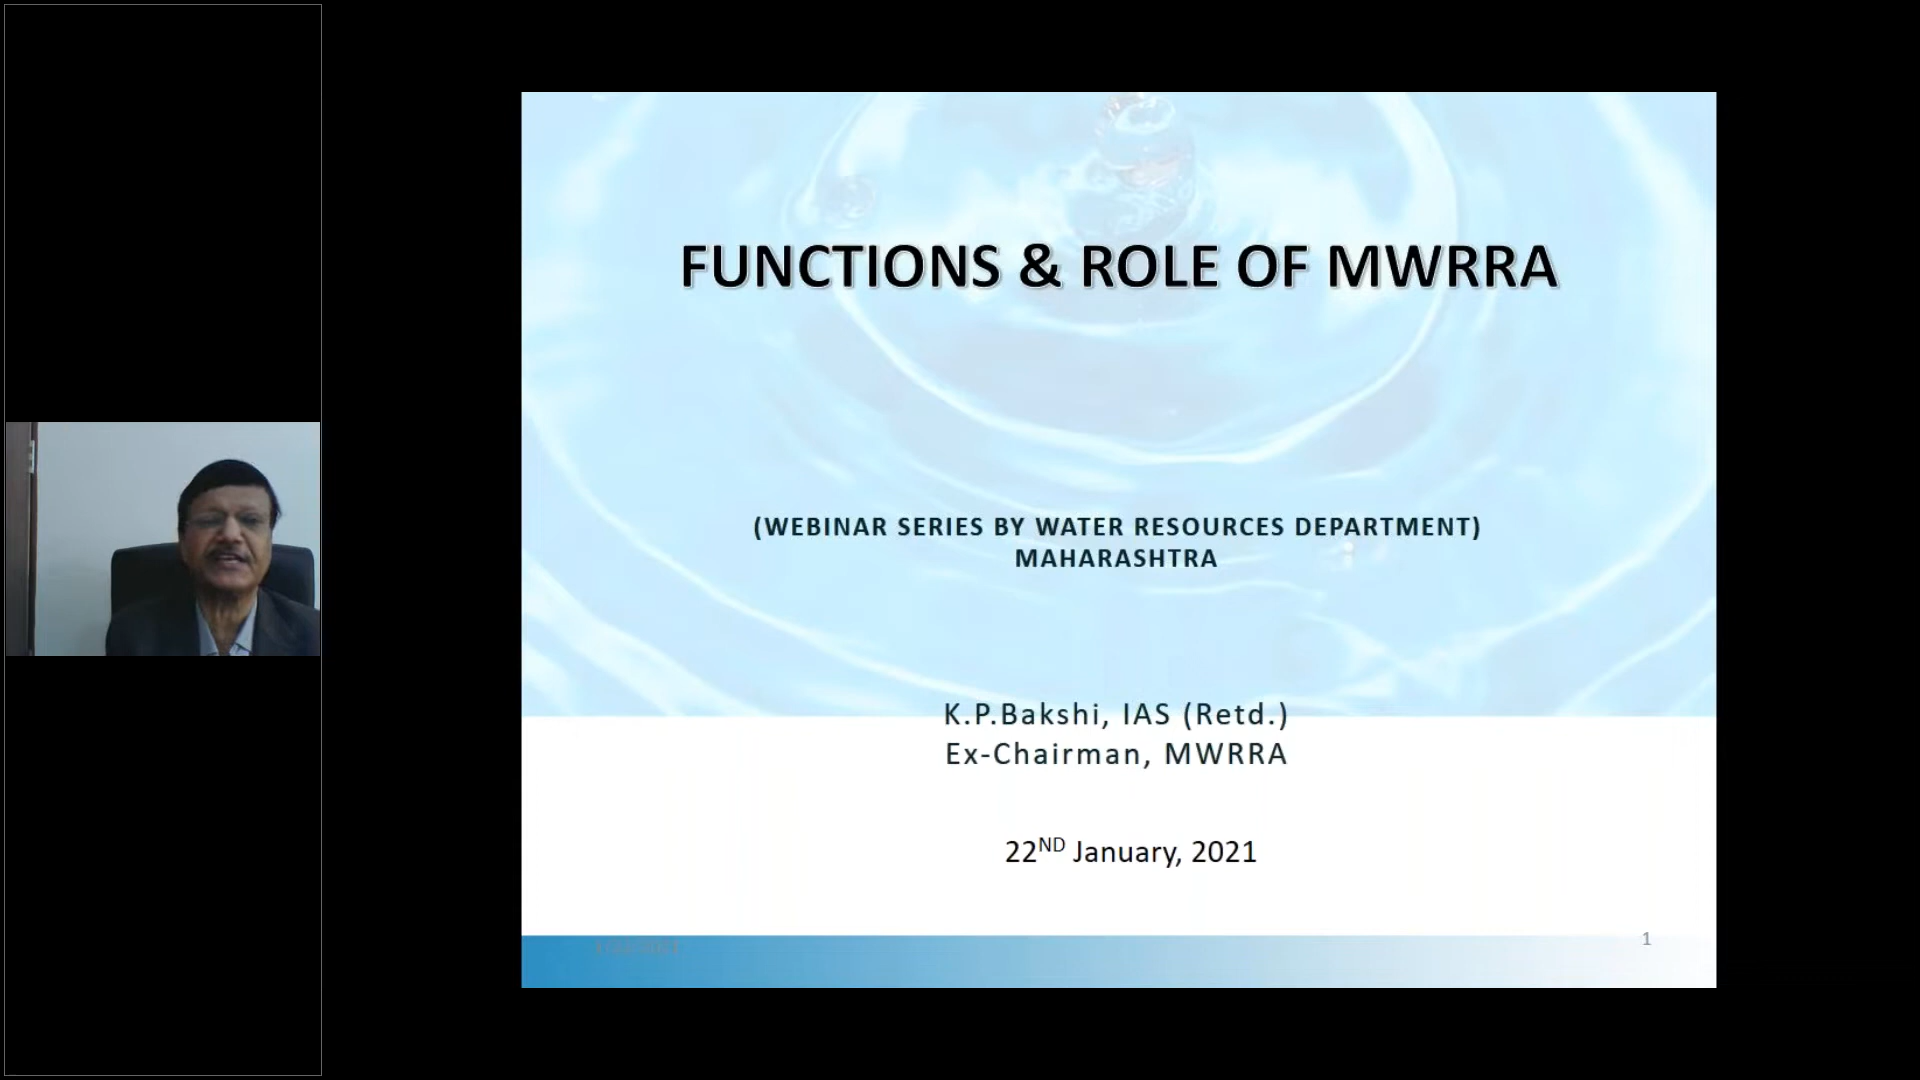 FUNCTIONS & ROLE OF MWRRA
(WEBINAR SERIES BY WATER RESOURCES DEPARTMENT)
MAHARASHTRA
K.P.Bakshi, IAS (Retd.)
Ex-Chairman, MWRRA
22ND January, 2021
1